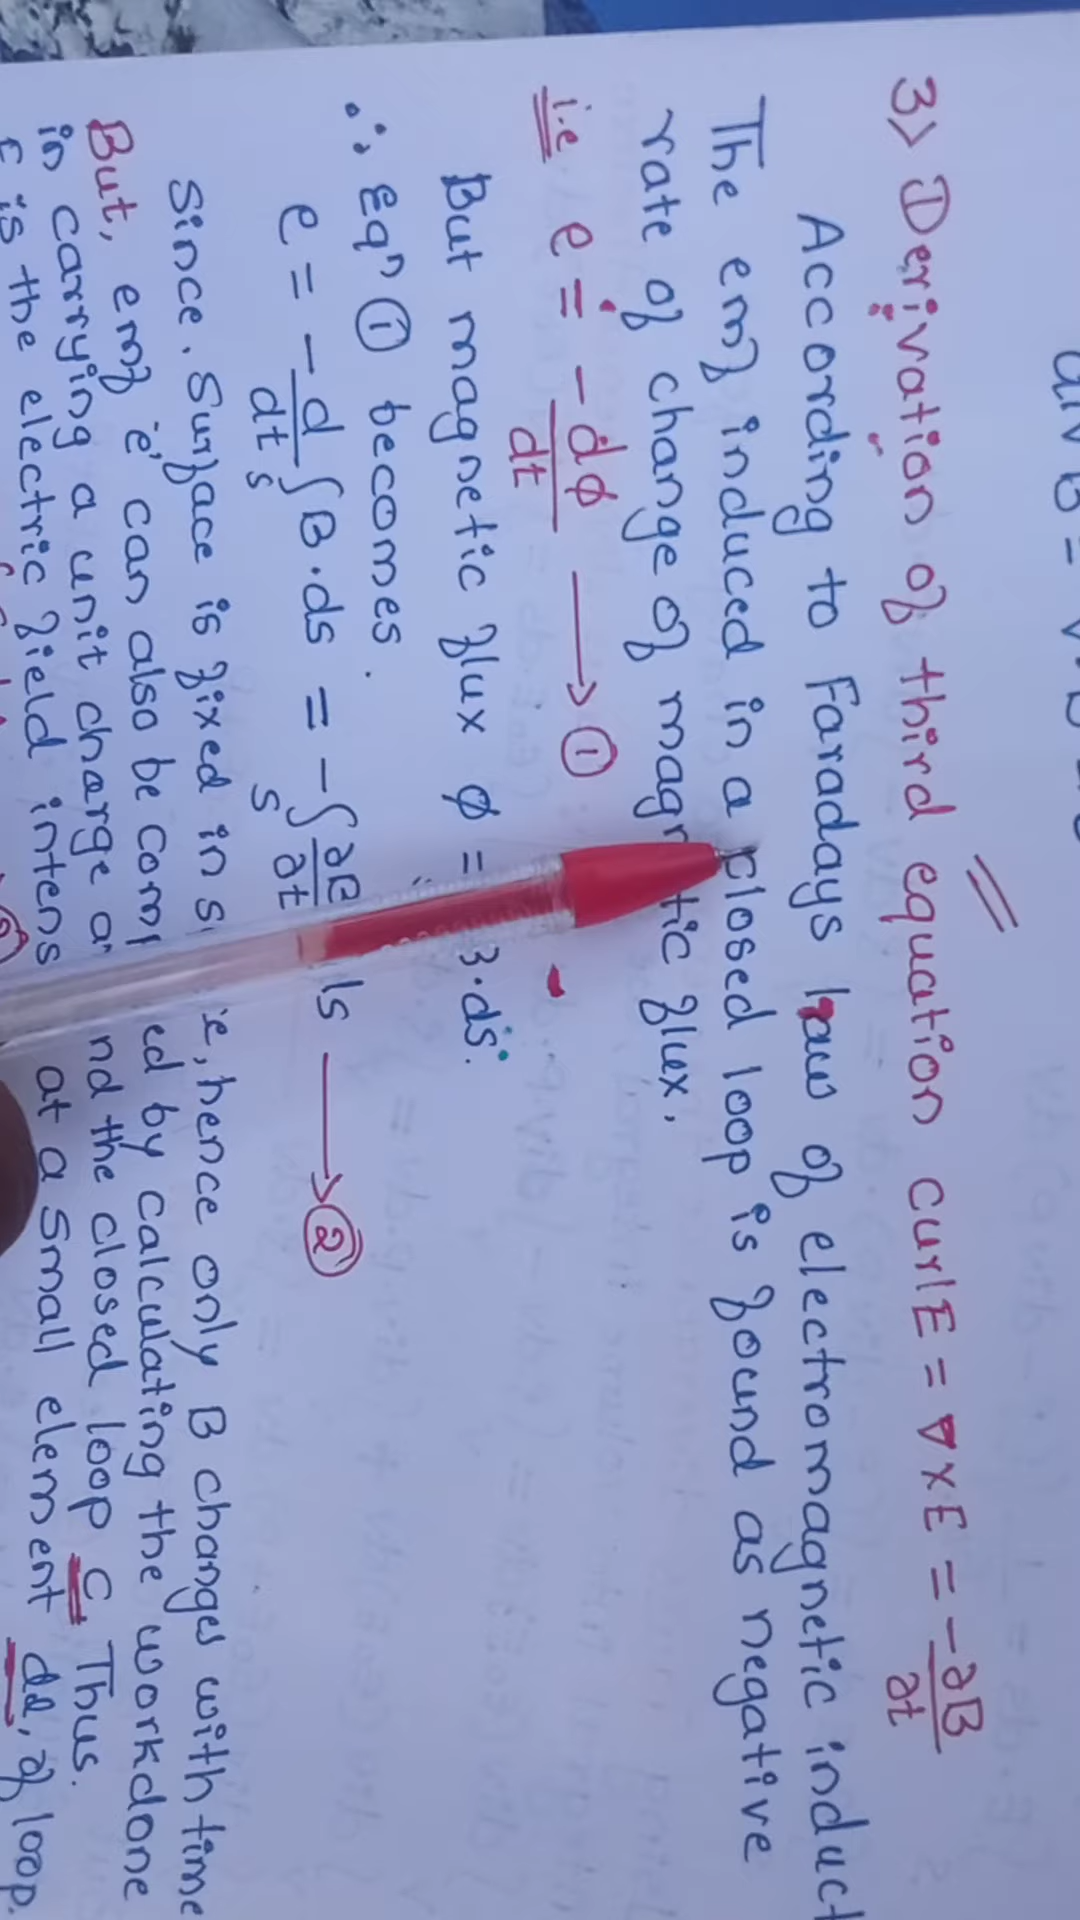 div B = ∇.B
3) ① Derivation of third equation curl E = ∇xE = -∂B/∂t
According to Faradays law of electromagnetic induct
The emf induced in a closed loop is found as negative
rate of change of magnetic flux,
i.e e = -dϕ/dt → ①
But magnetic flux ϕ = B.ds.
∴ Eqⁿ ① becomes.
e = -d/dt ∫s B.ds = -∫s ∂B/∂t ds → ②
Since. Surface is fixed in hence only B changes with time
But, emf 'e' can also be by calculating the workdone
in carrying a unit charge the closed loop C Thus.
E is the electric field intens at a small element dl, of loop.